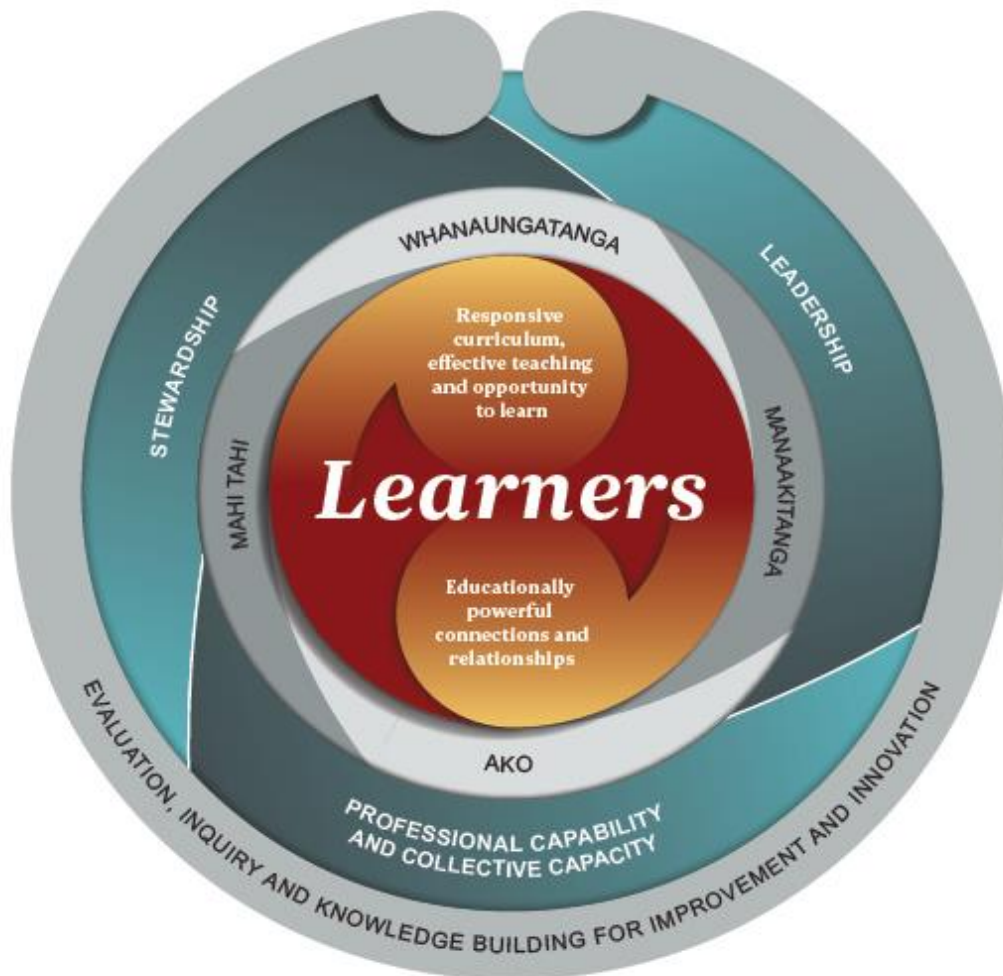 WHANAUNGATANGA
LEADERSHIP
STEWARDSHIP
MANAAKITANGA
MAHI TAHI
Responsive
curriculum,
effective teaching
and opportunity
to learn
Learners
Educationally
powerful
connections and
relationships
AKO
PROFESSIONAL CAPABILITY
AND COLLECTIVE CAPACITY
EVALUATION, INQUIRY AND KNOWLEDGE BUILDING FOR IMPROVEMENT AND INNOVATION